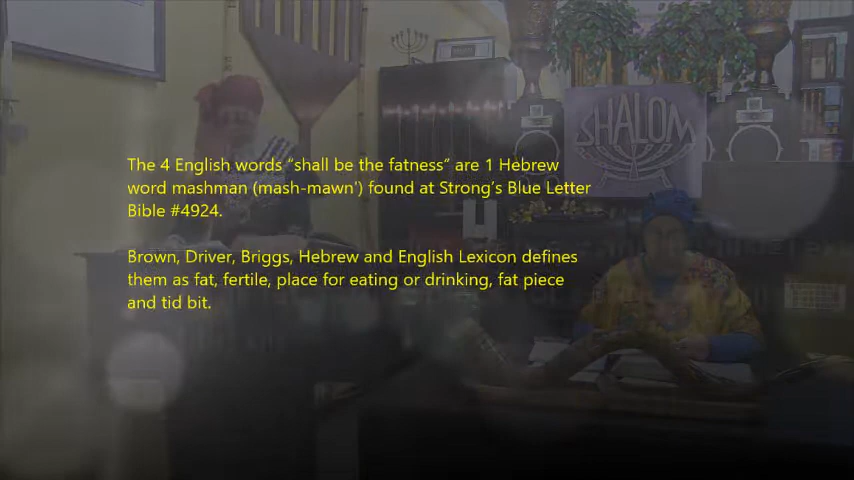 SHALOM
The 4 English words “shall be the fatness” are 1 Hebrew
word mashman (mash-mawn’) found at Strong’s Blue Letter
Bible #4924.
Brown, Driver, Briggs, Hebrew and English Lexicon defines
them as fat, fertile, place for eating or drinking, fat piece
and tid bit.